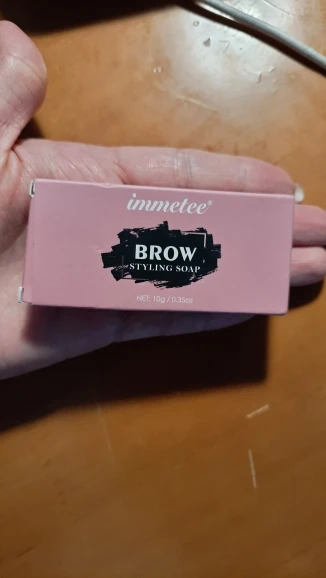 immetee®
BROW
STYLING SOAP
NET: 10g / 0.35oz